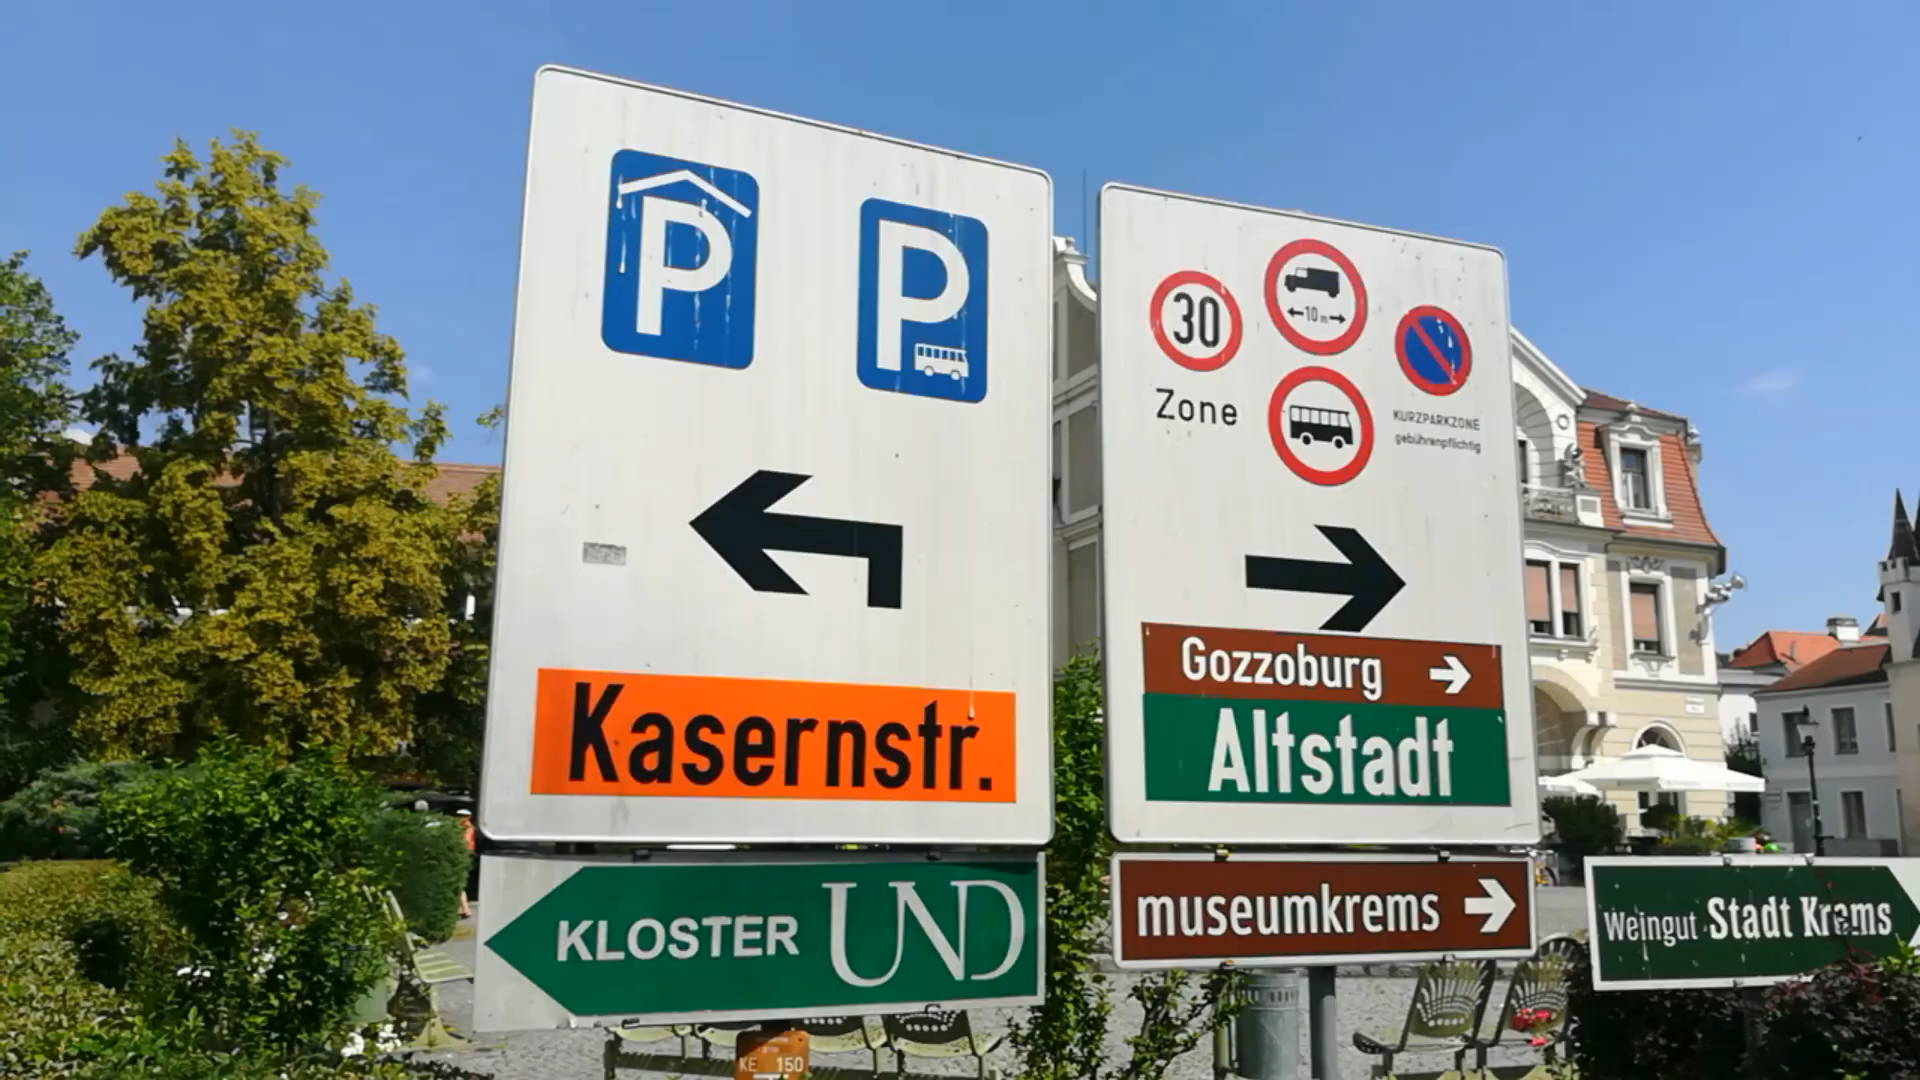 P
P
Kasernstr.
KLOSTER UND
30
Zone
10 m
KURZPARKZONE
gebührenpflichtig
Gozzoburg
Altstadt
museumkrems
Weingut Stadt Krems
KE 150